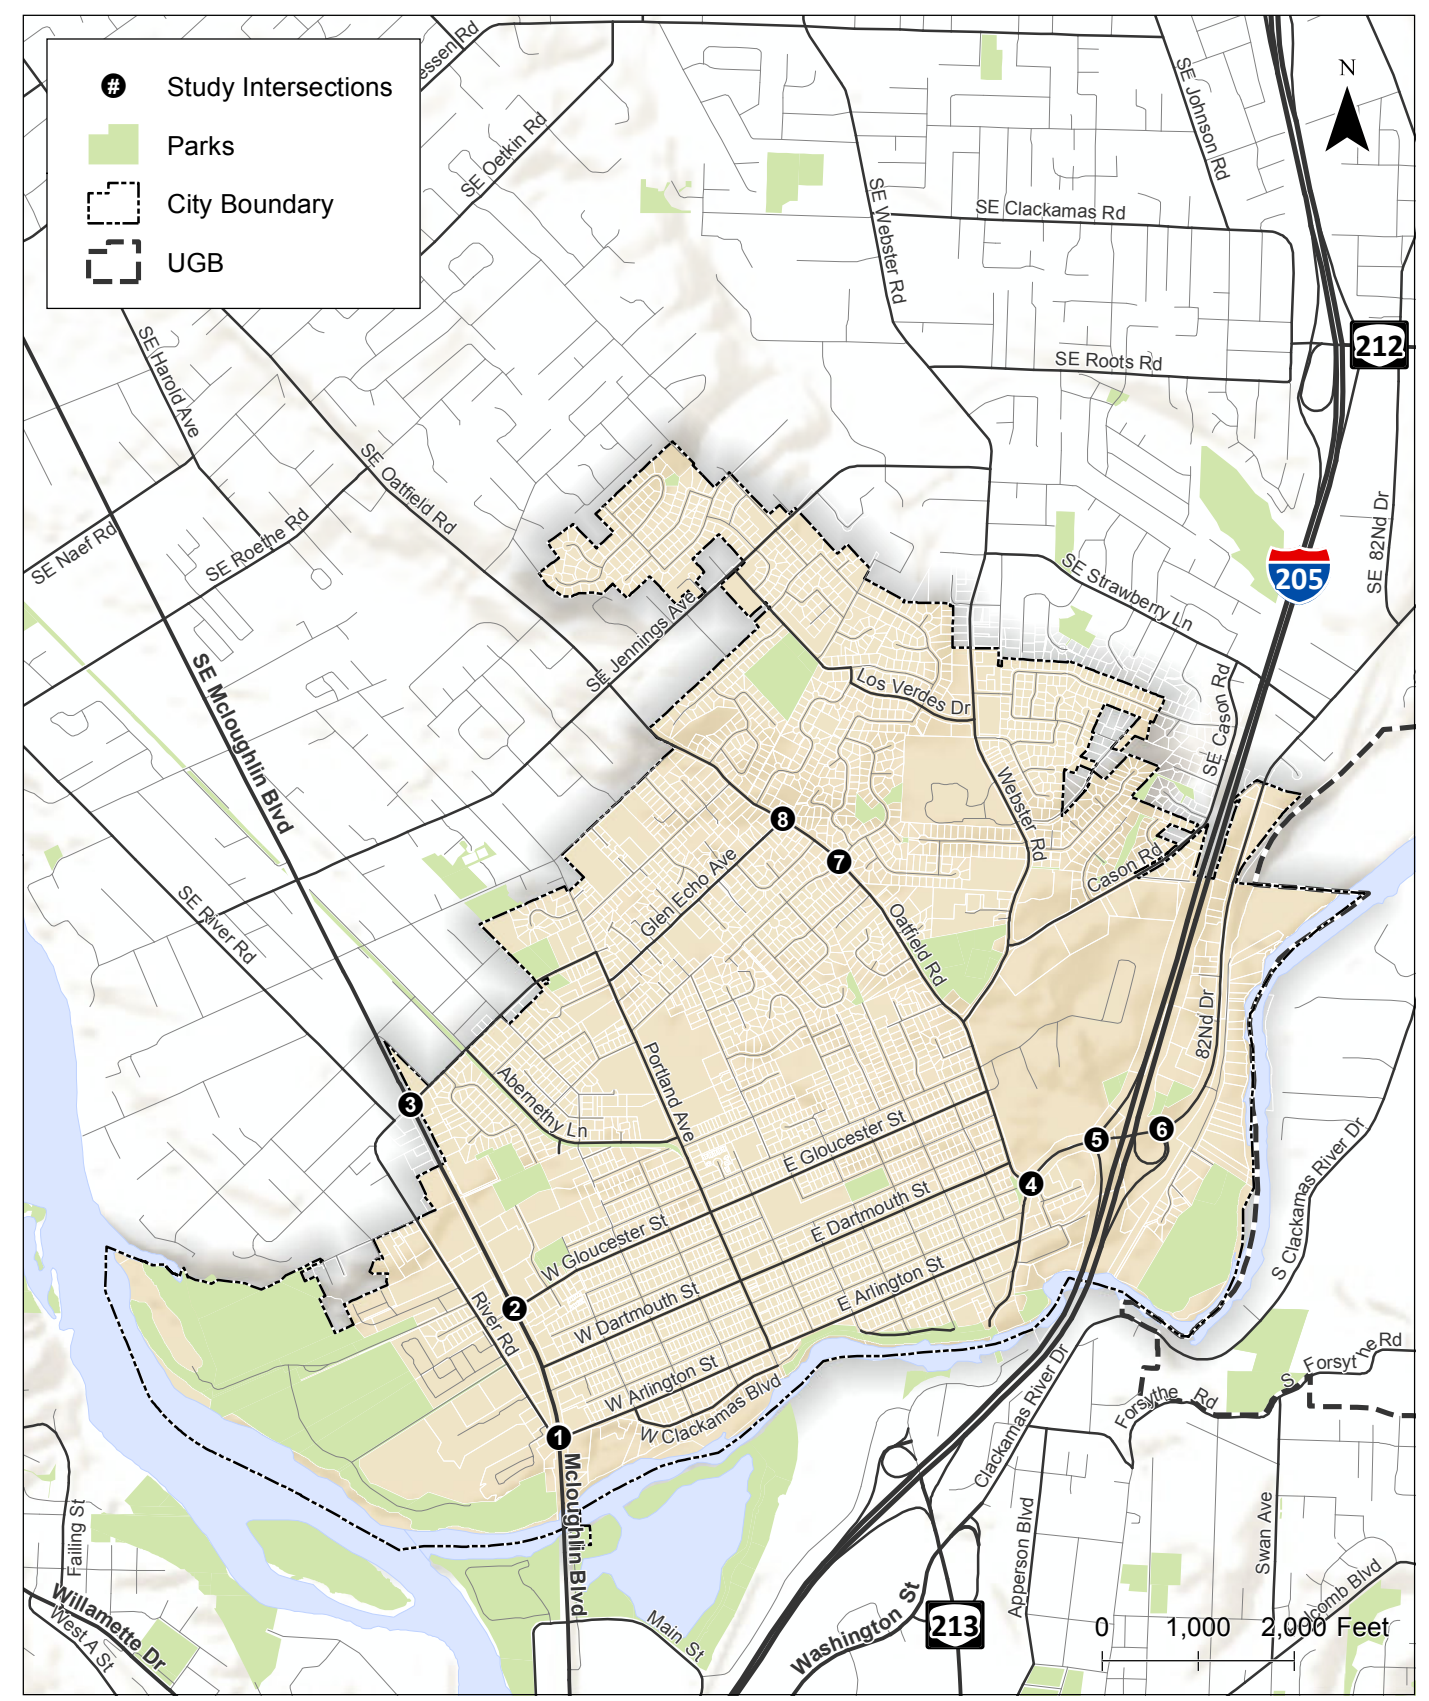 essen Rd
# Study Intersections
Parks
City Boundary
UGB
N
SE Oetkin Rd
SE Johnson Rd
SE Webster Rd
SE Clackamas Rd
SE Harold Ave
SE Roots Rd
212
SE Oatfield Rd
SE Naef Rd
SE Roethe Rd
SE 82Nd Dr
205
SE Strawberry Ln
SE Jennings Ave
SE Mcloughlin Blvd
Los Verdes Dr
SE Cason Rd
Webster Rd
8
7
Glen Echo Ave
Cason Rd
SE River Rd
Oatfield Rd
82Nd Dr
Portland Ave
Abernethy Ln
3
E Gloucester St
5
6
4
S Clackamas River Dr
E Dartmouth St
W Gloucester St
E Arlington St
2
River Rd
W Dartmouth St
W Arlington St
W Clackamas Blvd
1
Clackamas River Dr
S Forsythe Rd
Forsythe Rd
Mcloughlin Blvd
Failing St
Apperson Blvd
Swan Ave
lcomb Blvd
Willamette Dr
West A St
Main St
Washington St
213
0 1,000 2,000 Feet